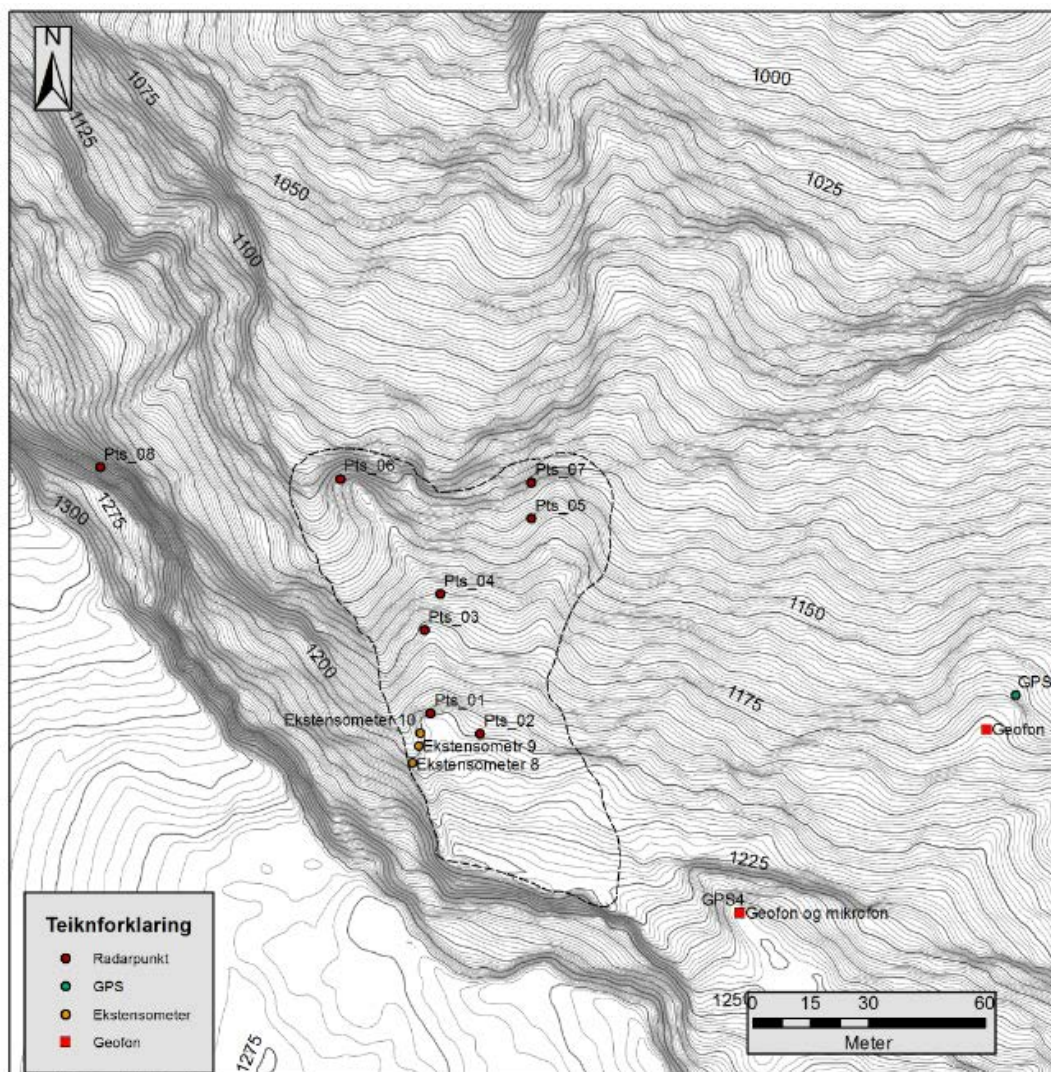 N
1000
1075
1125
1050
1025
1100
Pts_08
Pts_06
Pts_07
1275
1300
Pts_05
Pts_04
1150
Pts_03
1200
1175
GPS
Pts_01
Ekstensometer 10
Pts_02
Geofon
Ekstensometr 9
Ekstensometer 8
1225
GPS4
Geofon og mikrofon
1250
1275
Teiknforklaring
Radarpunkt
GPS
Ekstensometer
Geofon
0 15 30 60
Meter